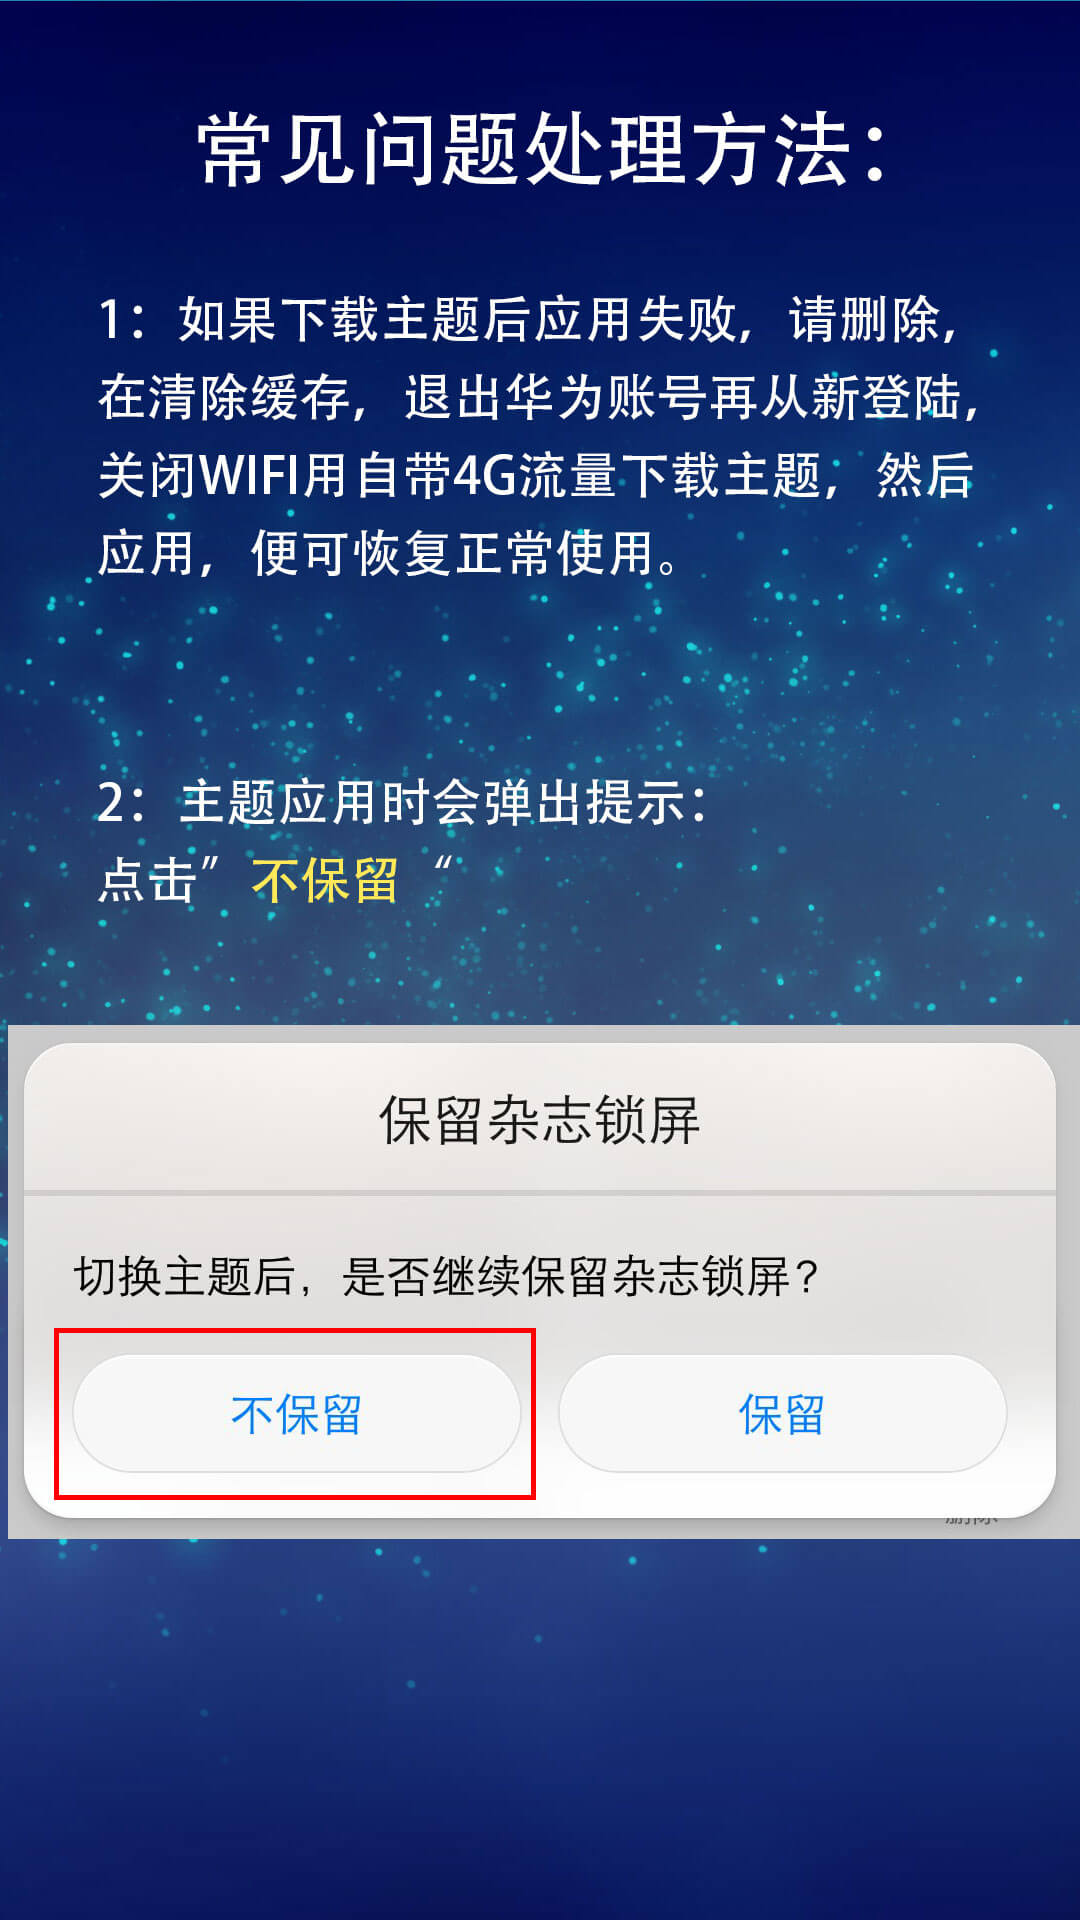 常见问题处理方法：
1：如果下载主题后应用失败，请删除，
在清除缓存，退出华为账号再从新登陆，
关闭WIFI用自带4G流量下载主题，然后
应用，便可恢复正常使用。
2：主题应用时会弹出提示：
点击”不保留“
保留杂志锁屏
切换主题后，是否继续保留杂志锁屏？
不保留
保留
删除